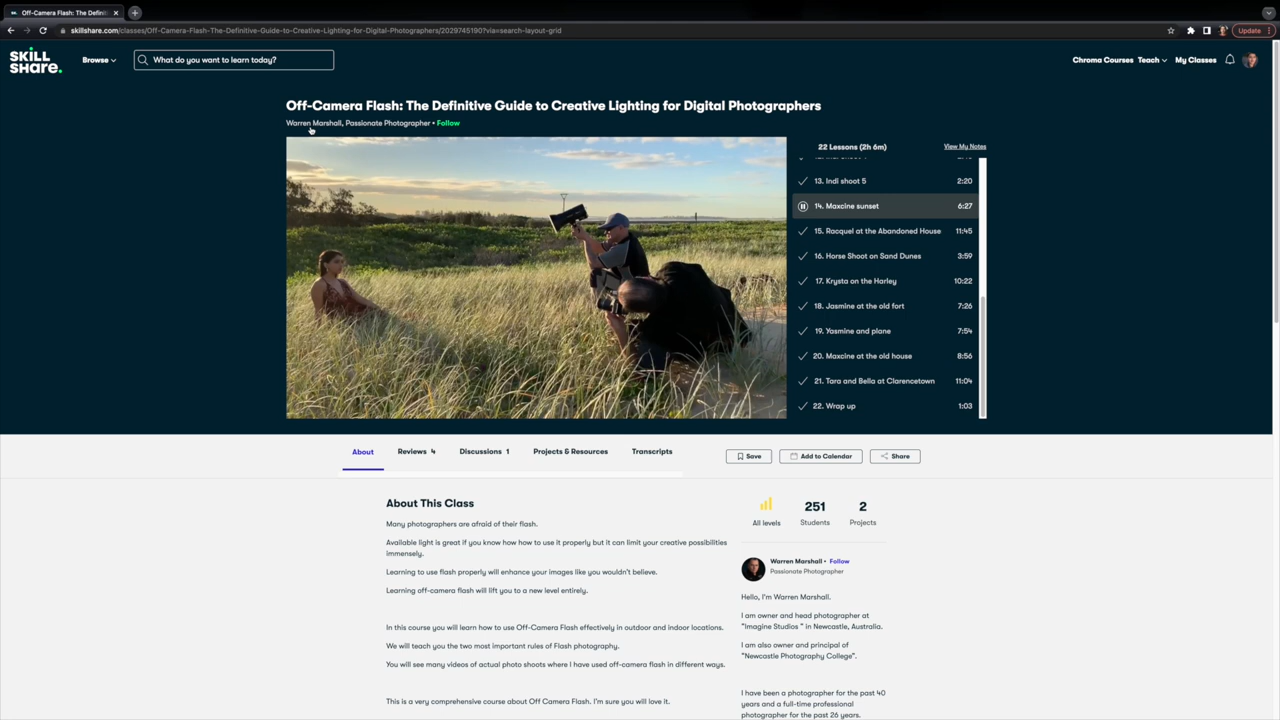 Off-Camera Flash: The Definiti
skillshare.com/classes/Off-Camera-Flash-The-Definitive-Guide-to-Creative-Lighting-for-Digital-Photographers/2029745190?via=search-layout-grid
Update
SKILL
SHARE.
Browse
What do you want to learn today?
Chroma Courses
Teach
My Classes
Off-Camera Flash: The Definitive Guide to Creative Lighting for Digital Photographers
Warren Marshall, Passionate Photographer • Follow
22 Lessons (2h 6m)
View My Notes
13. Indi shoot 5 2:20
14. Maxcine sunset 6:27
15. Racquel at the Abandoned House 11:45
16. Horse Shoot on Sand Dunes 3:59
17. Krysta on the Harley 10:22
18. Jasmine at the old fort 7:26
19. Yasmine and plane 7:54
20. Maxcine at the old house 8:56
21. Tara and Bella at Clarencetown 11:04
22. Wrap up 1:03
About
Reviews 4
Discussions 1
Projects & Resources
Transcripts
Save
Add to Calendar
Share
About This Class
Many photographers are afraid of their flash.
Available light is great if you know how how to use it properly but it can limit your creative possibilities
immensely.
Learning to use flash properly will enhance your images like you wouldn't believe.
Learning off-camera flash will lift you to a new level entirely.
In this course you will learn how to use Off-Camera Flash effectively in outdoor and indoor locations.
We will teach you the two most important rules of Flash photography.
You will see many videos of actual photo shoots where I have used off-camera flash in different ways.
This is a very comprehensive course about Off Camera Flash. I'm sure you will love it.
All levels
251
Students
2
Projects
Warren Marshall • Follow
Passionate Photographer
Hello, I'm Warren Marshall.
I am owner and head photographer at
"Imagine Studios " in Newcastle, Australia.
I am also owner and principal of
"Newcastle Photography College".
I have been a photographer for the past 40
years and a full-time professional
photographer for the past 26 years.